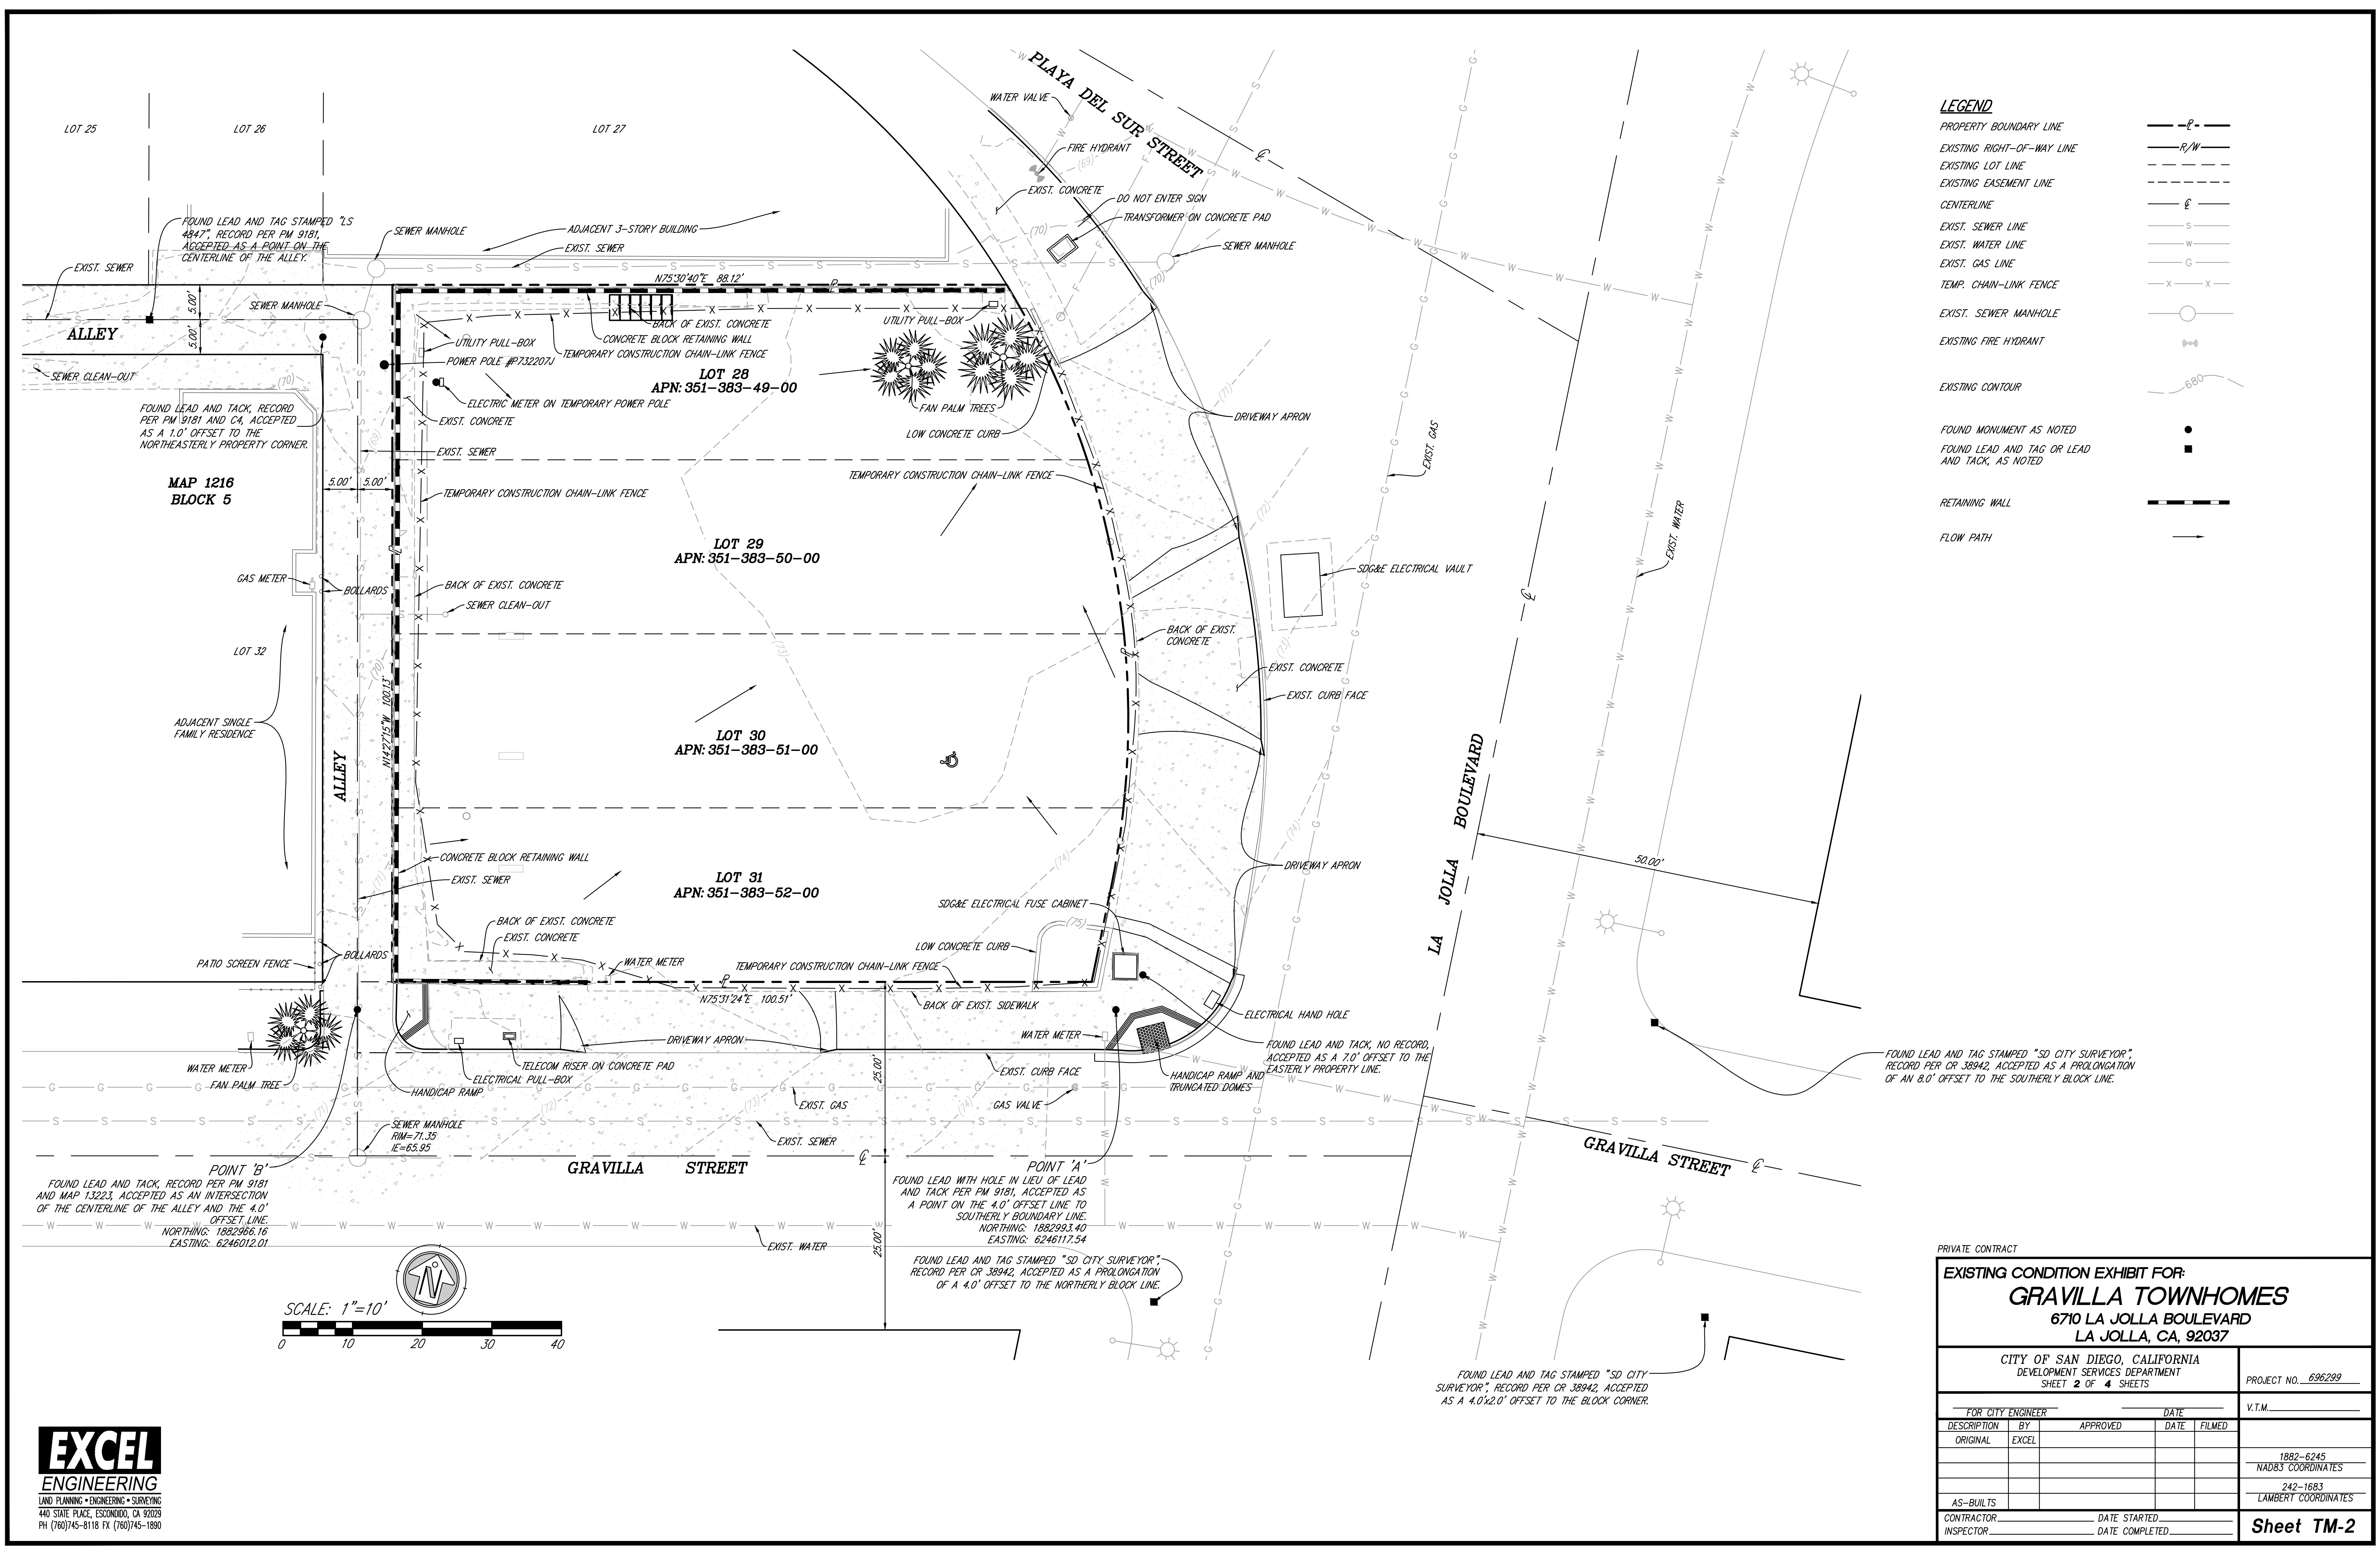 PLAYA DEL SUR STREET
WATER VALVE
LOT 25
LOT 26
LOT 27
FIRE HYDRANT
(69)
EXIST. CONCRETE
DO NOT ENTER SIGN
TRANSFORMER ON CONCRETE PAD
FOUND LEAD AND TAG STAMPED "LS
4847", RECORD PER PM 9181,
ACCEPTED AS A POINT ON THE
CENTERLINE OF THE ALLEY.
SEWER MANHOLE
ADJACENT 3-STORY BUILDING
EXIST. SEWER
(70)
SEWER MANHOLE
EXIST. SEWER
N75°30'40"E 88.12'
(70)
5.00'
SEWER MANHOLE
ALLEY
5.00'
UTILITY PULL-BOX
BACK OF EXIST. CONCRETE
CONCRETE BLOCK RETAINING WALL
UTILITY PULL-BOX
TEMPORARY CONSTRUCTION CHAIN-LINK FENCE
POWER POLE #P732207J
SEWER CLEAN-OUT
(70)
LOT 28
APN: 351-383-49-00
(71)
FOUND LEAD AND TACK, RECORD
PER PM 9181 AND C4, ACCEPTED
AS A 1.0' OFFSET TO THE
NORTHEASTERLY PROPERTY CORNER.
ELECTRIC METER ON TEMPORARY POWER POLE
FAN PALM TREES
DRIVEWAY APRON
EXIST. CONCRETE
LOW CONCRETE CURB
(69)
EXIST. SEWER
EXIST. GAS
TEMPORARY CONSTRUCTION CHAIN-LINK FENCE
MAP 1216
BLOCK 5
5.00' 5.00'
TEMPORARY CONSTRUCTION CHAIN-LINK FENCE
(72)
EXIST. WATER
LOT 29
APN: 351-383-50-00
GAS METER
BOLLARDS
BACK OF EXIST. CONCRETE
SDG&E ELECTRICAL VAULT
SEWER CLEAN-OUT
BACK OF EXIST.
CONCRETE
(73)
(73)
LOT 32
(70)
EXIST. CONCRETE
EXIST. CURB FACE
N14°27'15"W 100.13'
ADJACENT SINGLE
FAMILY RESIDENCE
LOT 30
APN: 351-383-51-00
ALLEY
LA JOLLA BOULEVARD
(74)
(74)
50.00'
CONCRETE BLOCK RETAINING WALL
DRIVEWAY APRON
EXIST. SEWER
(71)
LOT 31
APN: 351-383-52-00
SDG&E ELECTRICAL FUSE CABINET
(75)
BACK OF EXIST. CONCRETE
EXIST. CONCRETE
LOW CONCRETE CURB
BOLLARDS
PATIO SCREEN FENCE
WATER METER
TEMPORARY CONSTRUCTION CHAIN-LINK FENCE
N75°31'24"E 100.51'
BACK OF EXIST. SIDEWALK
ELECTRICAL HAND HOLE
WATER METER
DRIVEWAY APRON
FOUND LEAD AND TACK, NO RECORD,
ACCEPTED AS A 7.0' OFFSET TO THE
EASTERLY PROPERTY LINE.
WATER METER
FAN PALM TREE
TELECOM RISER ON CONCRETE PAD
ELECTRICAL PULL-BOX
HANDICAP RAMP
EXIST. CURB FACE
HANDICAP RAMP AND
TRUNCATED DOMES
25.00'
EXIST. GAS
GAS VALVE
(71)
(72)
(73)
(74)
SEWER MANHOLE
RIM=71.35
IE=65.95
EXIST. SEWER
GRAVILLA STREET
GRAVILLA STREET
FOUND LEAD AND TAG STAMPED "SD CITY SURVEYOR",
RECORD PER CR 38942, ACCEPTED AS A PROLONGATION
OF AN 8.0' OFFSET TO THE SOUTHERLY BLOCK LINE.
POINT 'B'
FOUND LEAD AND TACK, RECORD PER PM 9181
AND MAP 13223, ACCEPTED AS AN INTERSECTION
OF THE CENTERLINE OF THE ALLEY AND THE 4.0'
OFFSET LINE.
NORTHING: 1882966.16
EASTING: 6246012.01
POINT 'A'
FOUND LEAD WITH HOLE IN LIEU OF LEAD
AND TACK PER PM 9181, ACCEPTED AS
A POINT ON THE 4.0' OFFSET LINE TO
SOUTHERLY BOUNDARY LINE.
NORTHING: 1882993.40
EASTING: 6246117.54
25.00'
EXIST. WATER
FOUND LEAD AND TAG STAMPED "SD CITY SURVEYOR",
RECORD PER CR 38942, ACCEPTED AS A PROLONGATION
OF A 4.0' OFFSET TO THE NORTHERLY BLOCK LINE.
N
SCALE: 1"=10'
0 10 20 30 40
FOUND LEAD AND TAG STAMPED "SD CITY
SURVEYOR", RECORD PER CR 38942, ACCEPTED
AS A 4.0'x2.0' OFFSET TO THE BLOCK CORNER.
LEGEND
PROPERTY BOUNDARY LINE
EXISTING RIGHT-OF-WAY LINE R/W
EXISTING LOT LINE
EXISTING EASEMENT LINE
CENTERLINE
EXIST. SEWER LINE S
EXIST. WATER LINE W
EXIST. GAS LINE G
TEMP. CHAIN-LINK FENCE X X
EXIST. SEWER MANHOLE
EXISTING FIRE HYDRANT
EXISTING CONTOUR 680
FOUND MONUMENT AS NOTED
FOUND LEAD AND TAG OR LEAD
AND TACK, AS NOTED
RETAINING WALL
FLOW PATH
PRIVATE CONTRACT
EXISTING CONDITION EXHIBIT FOR:
GRAVILLA TOWNHOMES
6710 LA JOLLA BOULEVARD
LA JOLLA, CA, 92037
CITY OF SAN DIEGO, CALIFORNIA
DEVELOPMENT SERVICES DEPARTMENT
SHEET 2 OF 4 SHEETS
PROJECT NO. 696299
V.T.M.
FOR CITY ENGINEER DATE
DESCRIPTION BY APPROVED DATE FILMED
ORIGINAL EXCEL
1882-6245
NAD83 COORDINATES
242-1683
LAMBERT COORDINATES
AS-BUILTS
CONTRACTOR DATE STARTED
INSPECTOR DATE COMPLETED
Sheet TM-2
EXCEL
ENGINEERING
LAND PLANNING • ENGINEERING • SURVEYING
440 STATE PLACE, ESCONDIDO, CA 92029
PH (760)745-8118 FX (760)745-1890